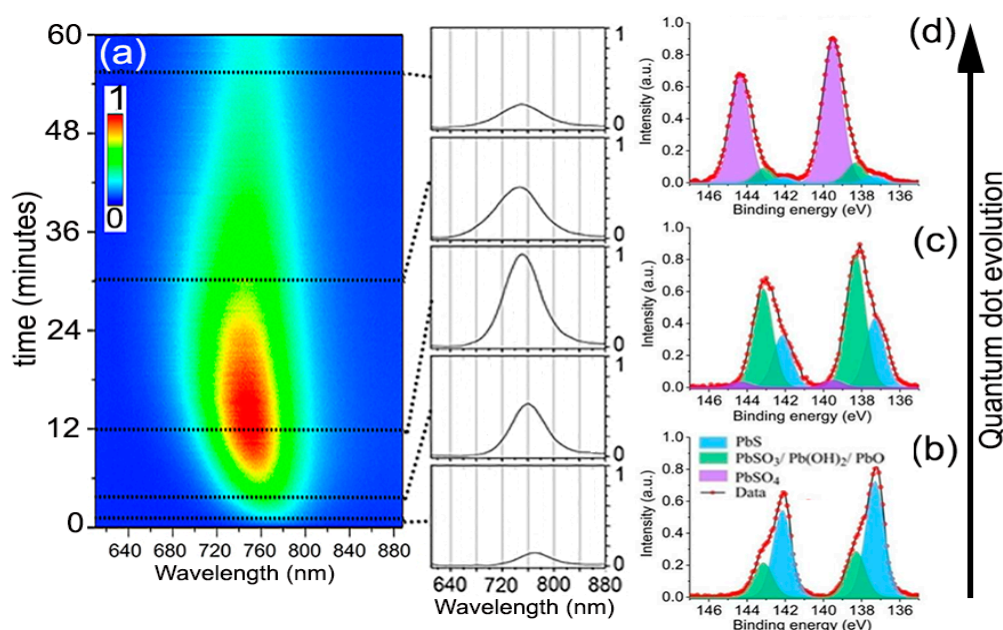 (a)
1
0
60
48
36
24
12
0
time (minutes)
640 720 760 800 840 880
Wavelength (nm)
1
0
1
0
1
0
1
0
1
0
640 720 800 880
Wavelength (nm)
(d)
1.0
0.8
0.6
0.4
0.2
0.0
Intensity (a.u.)
146 144 142 140 138 136
Binding energy (eV)
(c)
1.0
0.8
0.6
0.4
0.2
0.0
Intensity (a.u.)
146 144 142 140 138 136
Binding energy (eV)
(b)
1.0
0.8
0.6
0.4
0.2
0.0
Intensity (a.u.)
PbS
PbSO₃/ Pb(OH)₂/ PbO
PbSO₄
Data
146 144 142 140 138 136
Binding energy (eV)
Quantum dot evolution